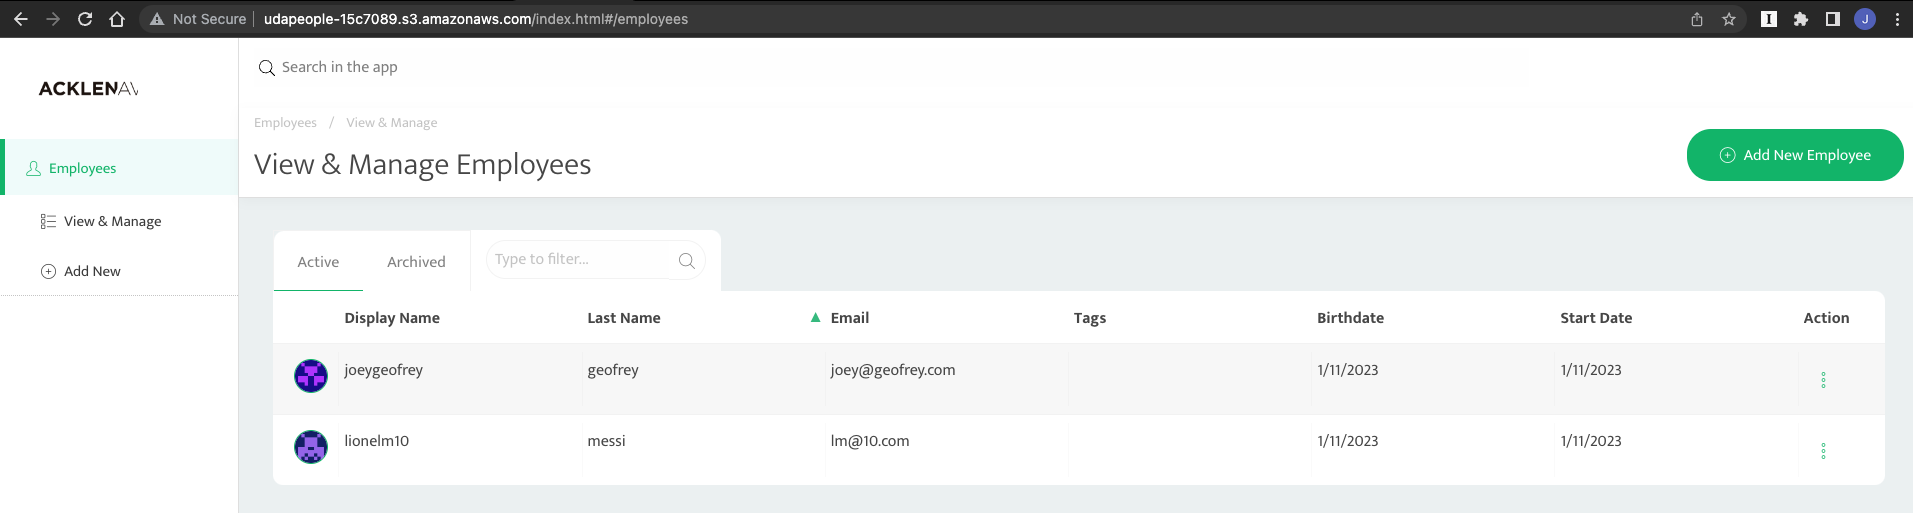 Not Secure udapeople-15c7089.s3.amazonaws.com/index.html#/employees
J
ACKLENAV
Search in the app
Employees / View & Manage
View & Manage Employees
Add New Employee
Employees
View & Manage
Add New
Active Archived Type to filter...
Display Name Last Name Email Tags Birthdate Start Date Action
joeygeofrey geofrey joey@geofrey.com 1/11/2023 1/11/2023
lionelm10 messi lm@10.com 1/11/2023 1/11/2023